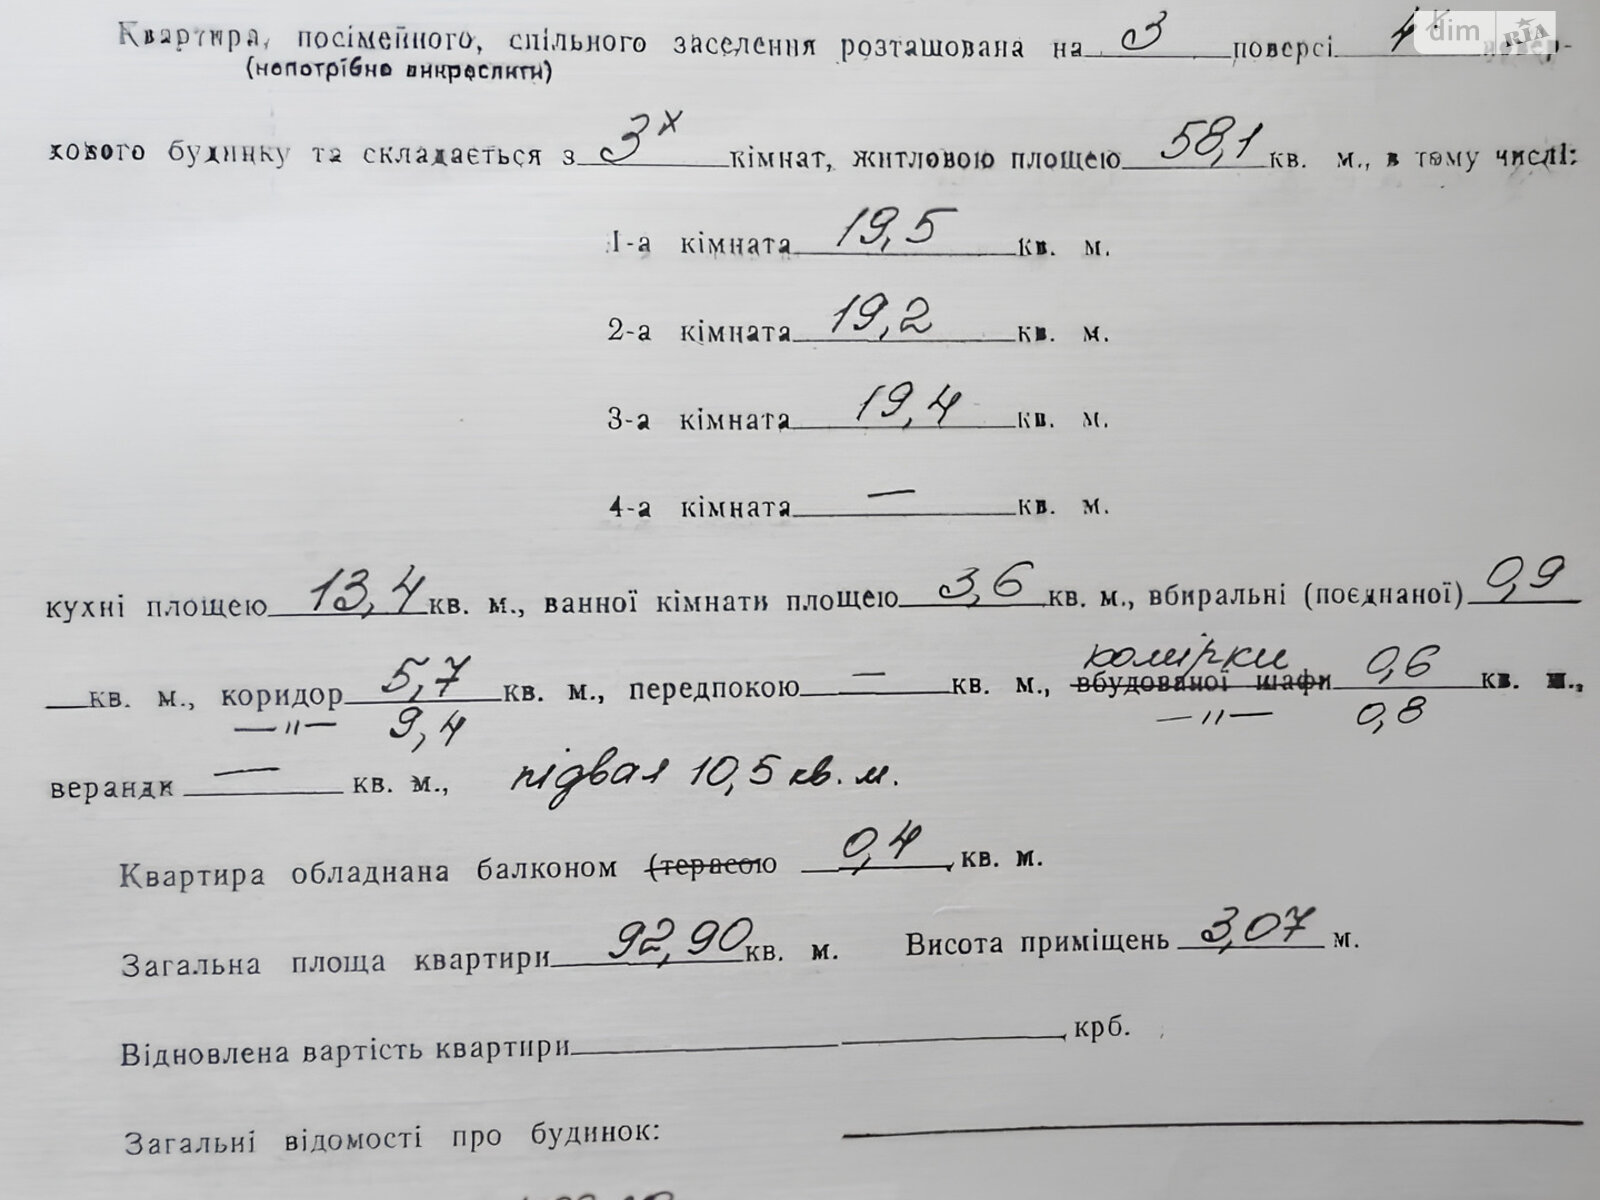 Квартира, посімейного, спільного заселення розташована на 3 поверсі 4 повер-
(непотрібне викреслити)
хового будинку та складається з 3х кімнат, житловою площею 58,1 кв. м., в тому числі:
1-а кімната 19,5 кв. м.
2-а кімната 19,2 кв. м.
3-а кімната 19,4 кв. м.
4-а кімната — кв. м.
кухні площею 13,4 кв. м., ванної кімнати площею 3,6 кв. м., вбиральні (поєднаної) 0,9
комірки
кв. м., коридор 5,7 кв. м., передпокою — кв. м., вбудованої шафи 0,6 кв. м.,
—"— 9,4 —"— 0,8
веранди — кв. м., підвал 10,5 кв. м.
Квартира обладнана балконом (терасою 0,4 кв. м.
Загальна площа квартири 92,90 кв. м. Висота приміщень 3,07 м.
Відновлена вартість квартири крб.
Загальні відомості про будинок:
dim RIA